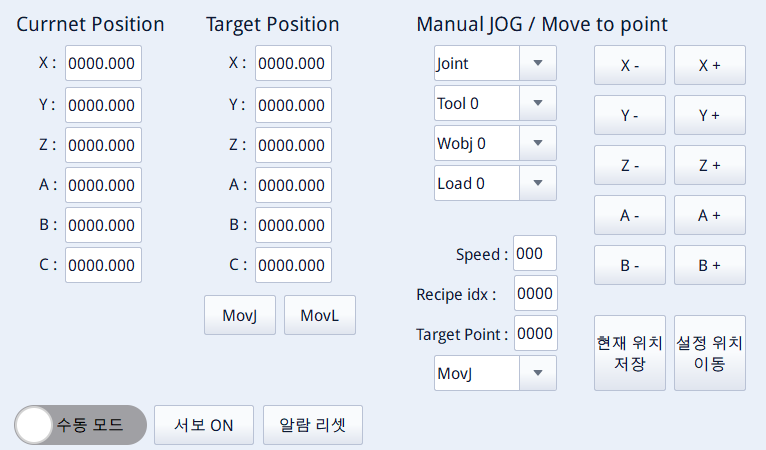 Currnet Position
X : 0000.000
Y : 0000.000
Z : 0000.000
A : 0000.000
B : 0000.000
C : 0000.000
Target Position
X : 0000.000
Y : 0000.000
Z : 0000.000
A : 0000.000
B : 0000.000
C : 0000.000
MovJ
MovL
Manual JOG / Move to point
Joint
Tool 0
Wobj 0
Load 0
Speed : 000
Recipe idx : 0000
Target Point : 0000
MovJ
X -
X +
Y -
Y +
Z -
Z +
A -
A +
B -
B +
현재 위치
저장
설정 위치
이동
수동 모드
서보 ON
알람 리셋